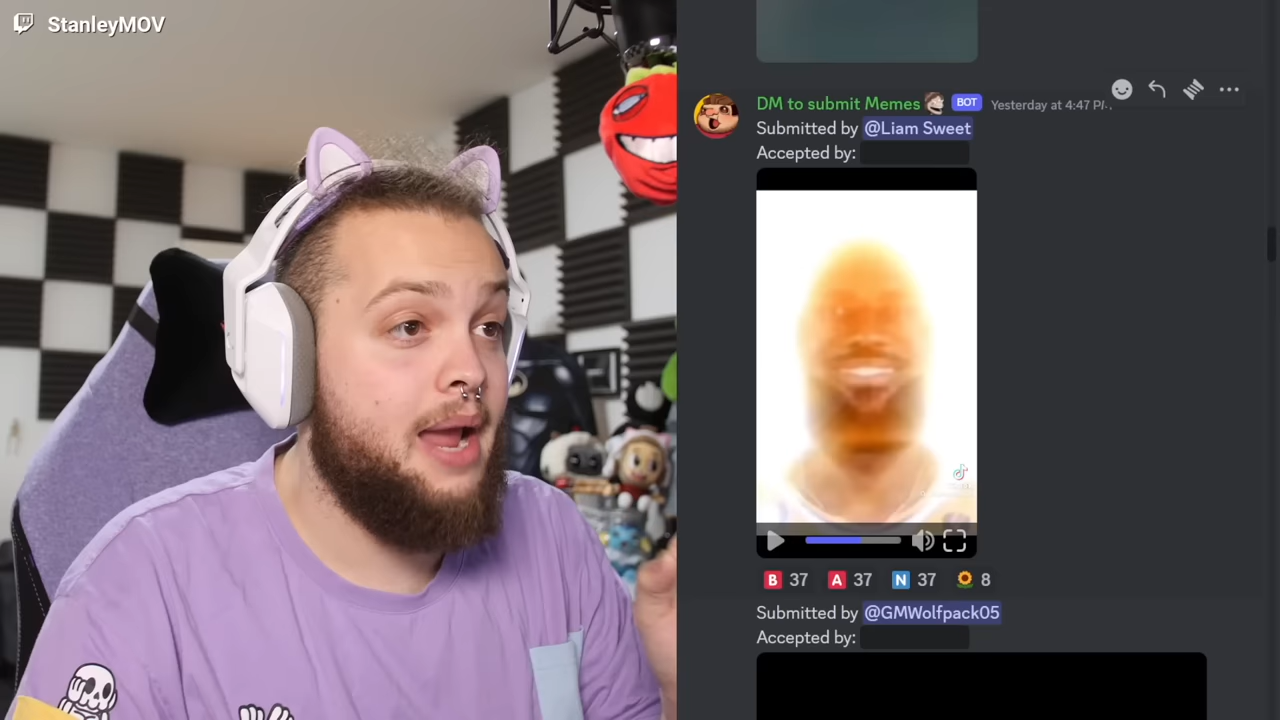 StanleyMOV
DM to submit Memes BOT Yesterday at 4:47 PM
Submitted by @Liam Sweet
Accepted by:
B 37 A 37 N 37 8
Submitted by @GMWolfpack05
Accepted by: